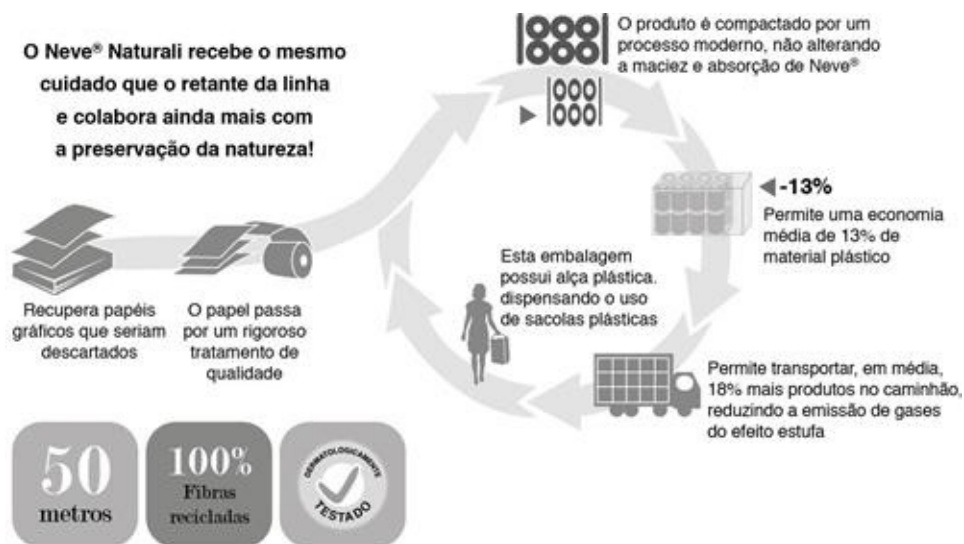 O Neve® Naturali recebe o mesmo
cuidado que o retante da linha
e colabora ainda mais com
a preservação da natureza!
Recupera papéis
gráficos que seriam
descartados
O papel passa
por um rigoroso
tratamento de
qualidade
O produto é compactado por um
processo moderno, não alterando
a maciez e absorção de Neve®
-13%
Permite uma economia
média de 13% de
material plástico
Permite transportar, em média,
18% mais produtos no caminhão,
reduzindo a emissão de gases
do efeito estufa
Esta embalagem
possui alça plástica.
dispensando o uso
de sacolas plásticas
50
metros
100%
Fibras
recicladas
DERMATOLOGICAMENTE
TESTADO